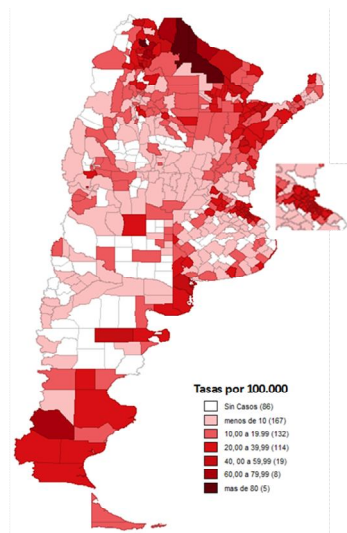 Tasas por 100.000
Sin Casos (86)
menos de 10 (167)
10,00 a 19.99 (132)
20,00 a 39,99 (114)
40, 00 a 59,99 (19)
60,00 a 79,99 (8)
mas de 80 (5)